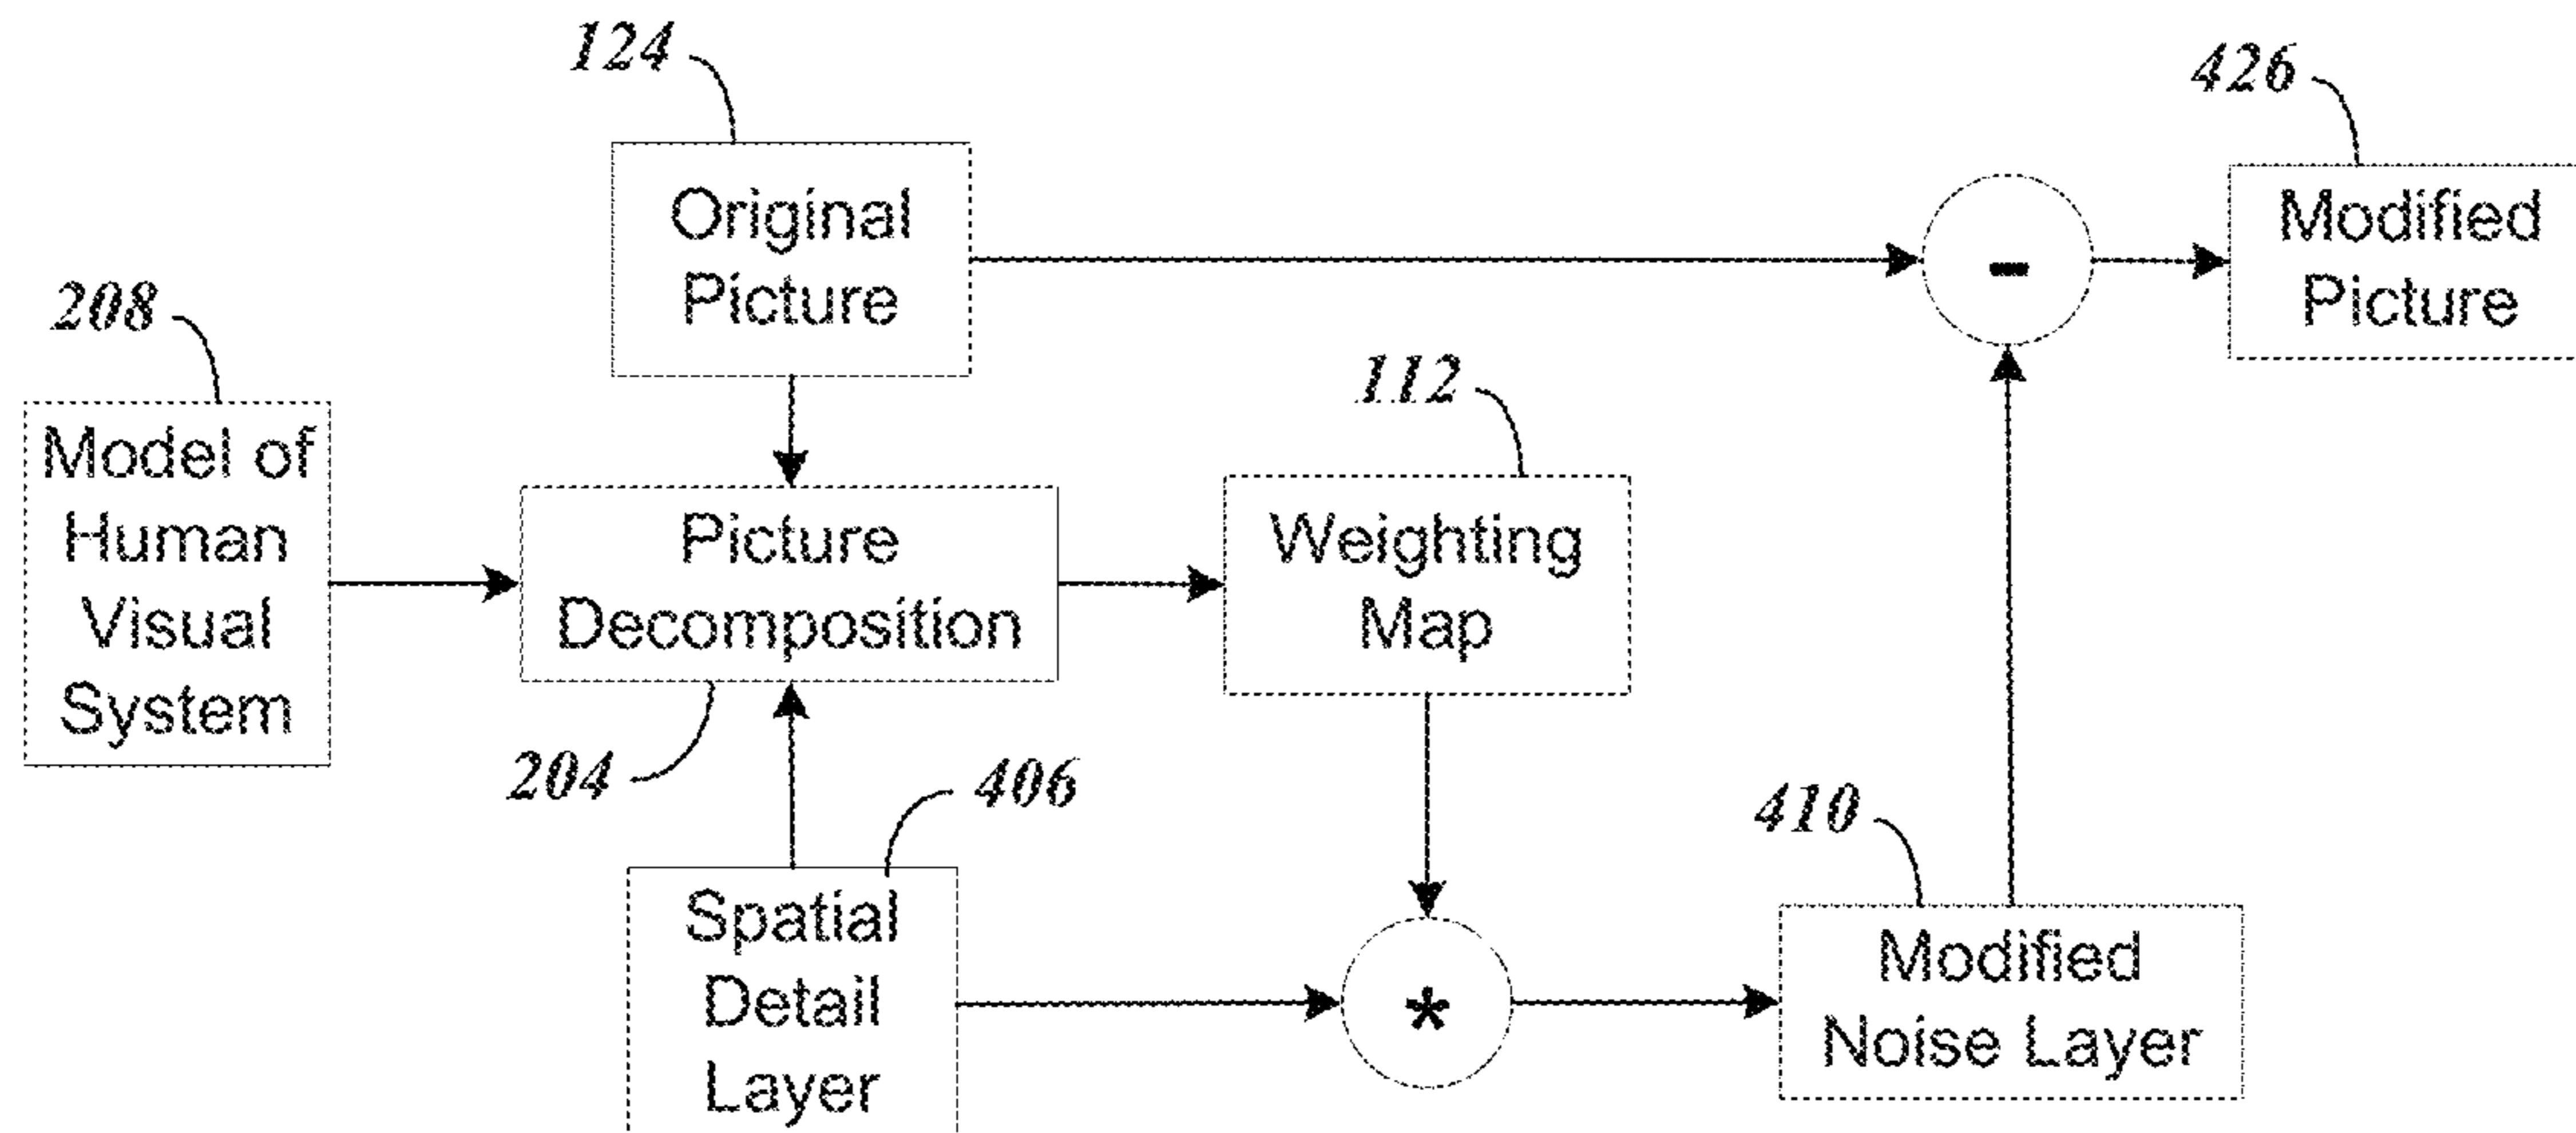 124
Original
Picture
426
Modified
Picture
-
208
Model of
Human
Visual
System
Picture
Decomposition
204
112
Weighting
Map
406
Spatial
Detail
Layer
*
410
Modified
Noise Layer